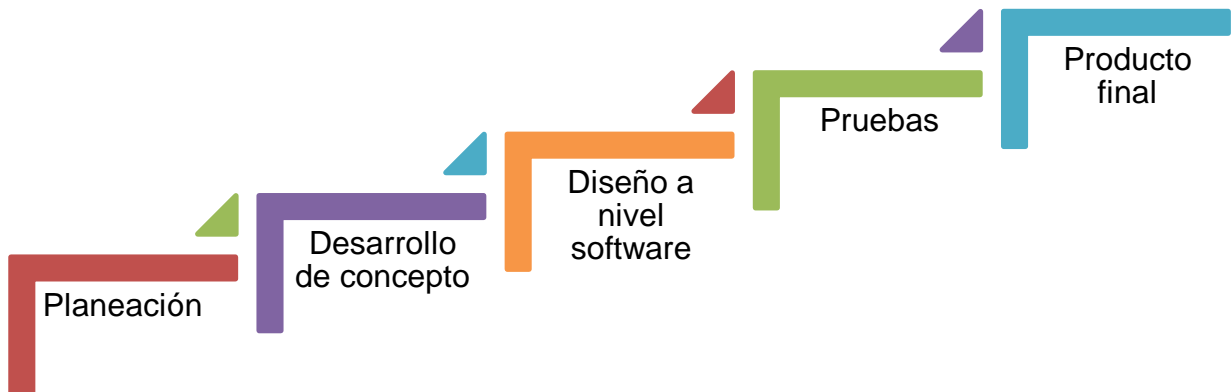 Planeación
Desarrollo
de concepto
Diseño a
nivel
software
Pruebas
Producto
final